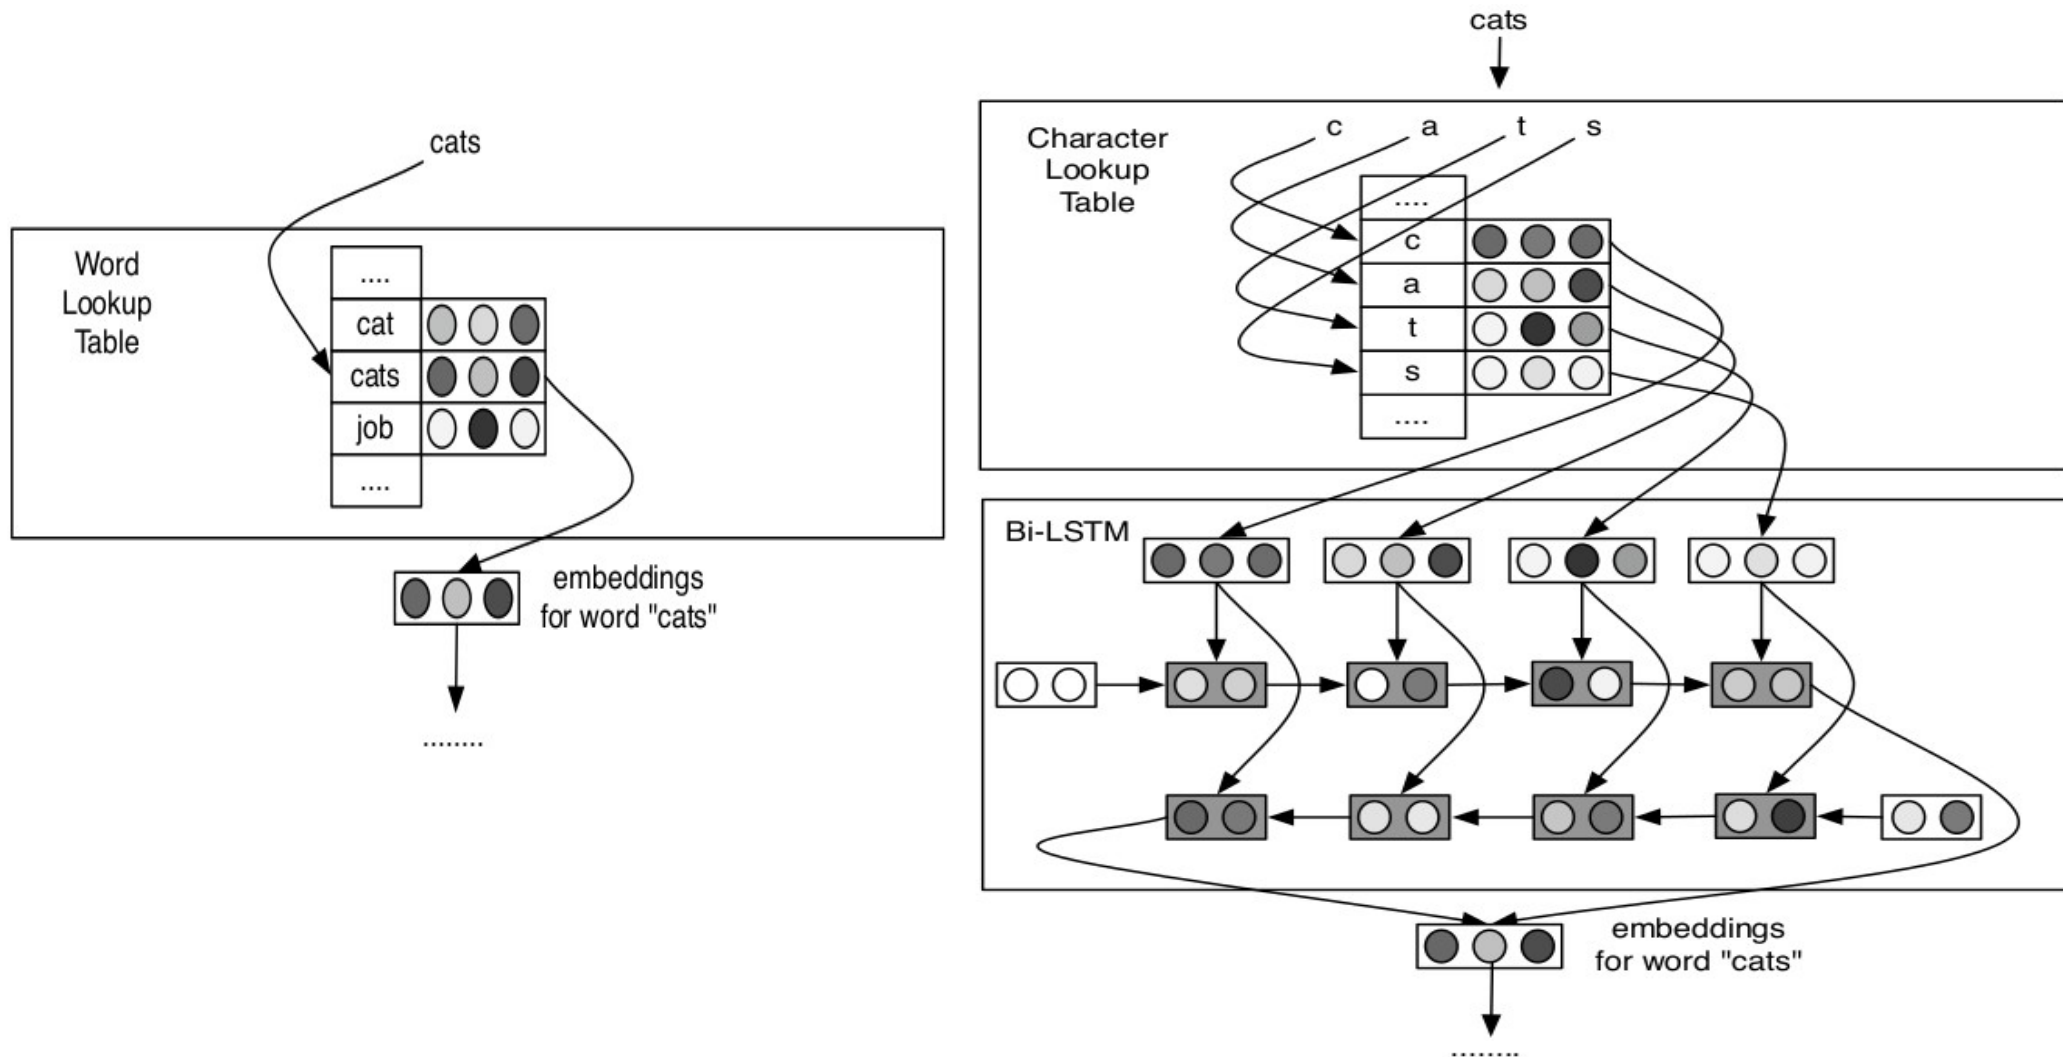 cats
Word
Lookup
Table
....
cat
cats
job
....
embeddings
for word "cats"
........
cats
Character
Lookup
Table
c a t s
....
c
a
t
s
....
Bi-LSTM
embeddings
for word "cats"
........